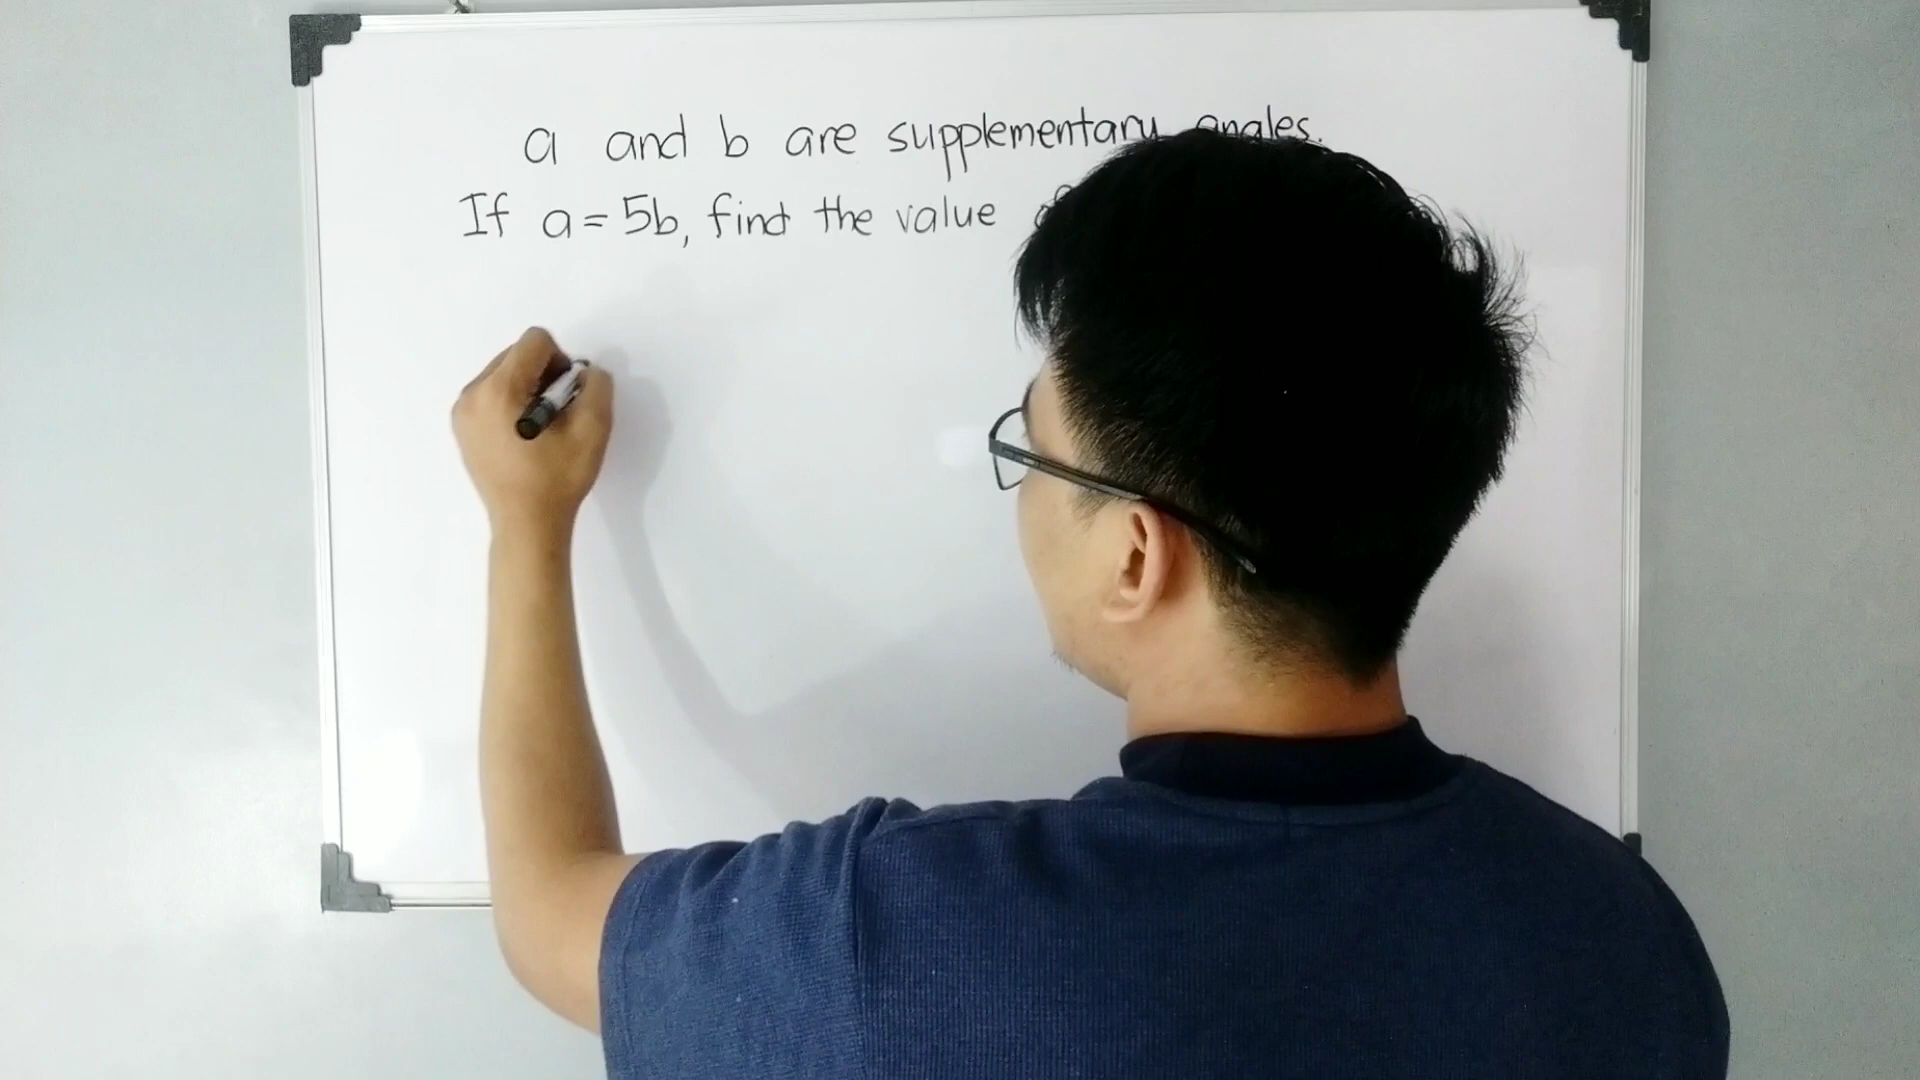 a and b are supplementary angles.
If a = 5b, find the value